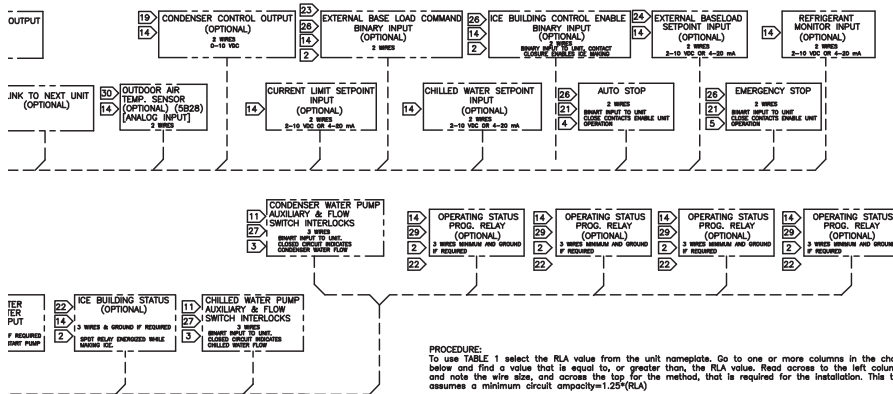 OUTPUT
19
14
CONDENSER CONTROL OUTPUT
(OPTIONAL)
2 WIRES
0-10 VDC
23
26
14
2
EXTERNAL BASE LOAD COMMAND
BINARY INPUT
(OPTIONAL)
2 WIRES
26
14
2
ICE BUILDING CONTROL ENABLE
BINARY INPUT
(OPTIONAL)
2 WIRES
BINARY INPUT TO UNIT, CONTACT
CLOSURE ENABLES ICE MAKING
24
14
EXTERNAL BASELOAD
SETPOINT INPUT
(OPTIONAL)
2 WIRES
2-10 VDC OR 4-20 mA
14
REFRIGERANT
MONITOR INPUT
(OPTIONAL)
2 WIRES
2-10 VDC OR 4-20 mA
INK TO NEXT UNIT
(OPTIONAL)
30
14
OUTDOOR AIR
TEMP. SENSOR
(OPTIONAL) (5B28)
[ANALOG INPUT]
2 WIRES
14
CURRENT LIMIT SETPOINT
INPUT
(OPTIONAL)
2 WIRES
2-10 VDC OR 4-20 mA
14
CHILLED WATER SETPOINT
INPUT
(OPTIONAL)
2 WIRES
2-10 VDC OR 4-20 mA
26
21
4
AUTO STOP
2 WIRES
BINARY INPUT TO UNIT
CLOSE CONTACTS ENABLE UNIT
OPERATION
26
21
5
EMERGENCY STOP
2 WIRES
BINARY INPUT TO UNIT
CLOSE CONTACTS ENABLE UNIT
OPERATION
11
27
3
CONDENSER WATER PUMP
AUXILIARY & FLOW
SWITCH INTERLOCKS
3 WIRES
BINARY INPUT TO UNIT.
CLOSED CIRCUIT INDICATES
CONDENSER WATER FLOW
14
29
2
22
OPERATING STATUS
PROG. RELAY
(OPTIONAL)
3 WIRES MINIMUM AND GROUND
IF REQUIRED
14
29
2
22
OPERATING STATUS
PROG. RELAY
(OPTIONAL)
3 WIRES MINIMUM AND GROUND
IF REQUIRED
14
29
2
22
OPERATING STATUS
PROG. RELAY
(OPTIONAL)
3 WIRES MINIMUM AND GROUND
IF REQUIRED
14
29
2
22
OPERATING STATUS
PROG. RELAY
(OPTIONAL)
3 WIRES MINIMUM AND GROUND
IF REQUIRED
TER
TER
PUT
IF REQUIRED
START PUMP
22
14
2
ICE BUILDING STATUS
(OPTIONAL)
3 WIRES & GROUND IF REQUIRED
SPDT RELAY ENERGIZED WHILE
MAKING ICE.
11
27
3
CHILLED WATER PUMP
AUXILIARY & FLOW
SWITCH INTERLOCKS
3 WIRES
BINARY INPUT TO UNIT.
CLOSED CIRCUIT INDICATES
CHILLED WATER FLOW
PROCEDURE:
To use TABLE 1 select the RLA value from the unit nameplate. Go to one or more columns in the cha
below and find a value that is equal to, or greater than, the RLA value. Read across to the left colum
and note the wire size, and across the top for the method, that is required for the installation. This t
assumes a minimum circuit ampacity=1.25*(RLA)